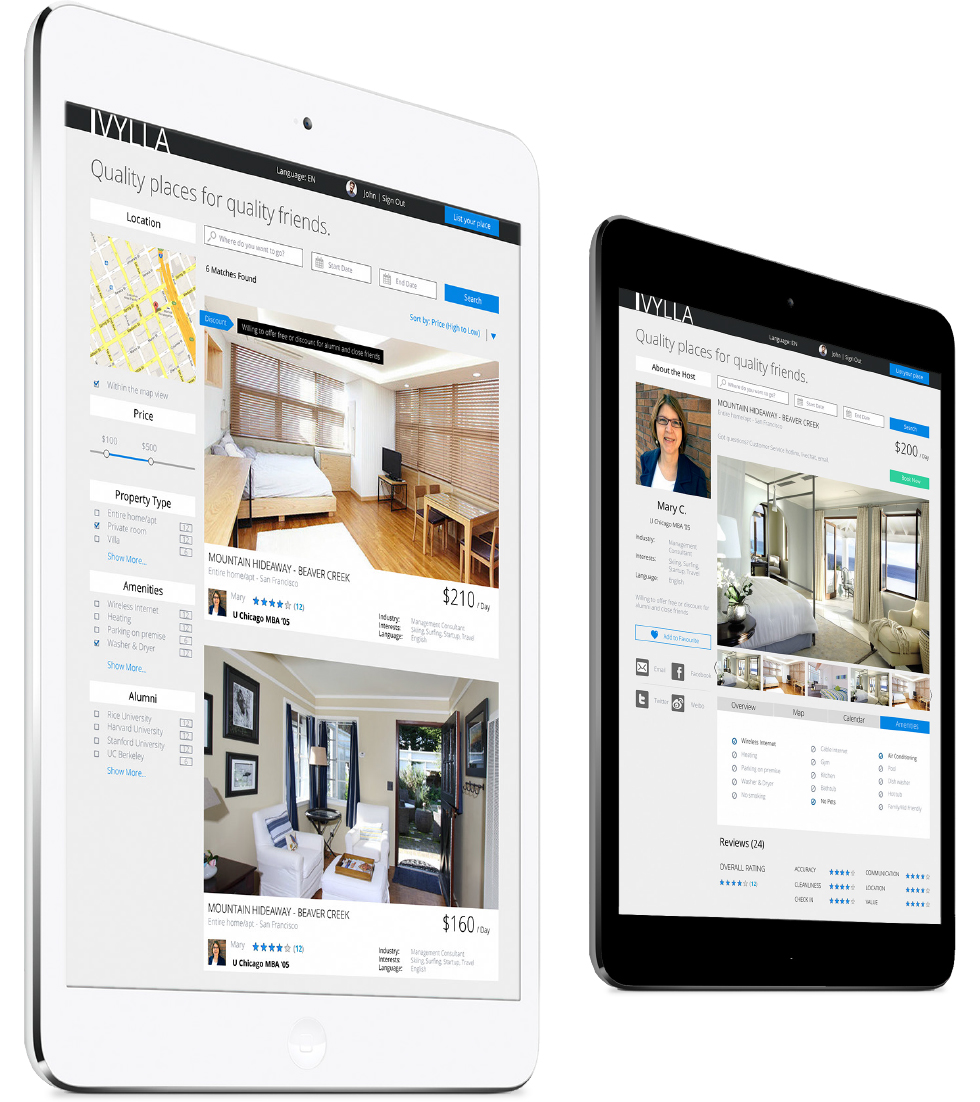 IVYLLA
Language: EN
John | Sign Out
List your place
Quality places for quality friends.
Location
Within the map view
Price
$100
$500
Property Type
Entire home/apt
12
Private room
12
Villa
6
Show More...
Amenities
Wireless Internet
12
Heating
12
Parking on premise
6
Washer & Dryer
12
Show More...
Alumni
Rice University
12
Harvard University
12
Stanford University
12
UC Berkeley
6
Show More...
Where do you want to go?
Start Date
End Date
Search
6 Matches Found
Sort by: Price (High to Low)
Discount
Willing to offer free or discount for alumni and close friends
MOUNTAIN HIDEAWAY - BEAVER CREEK
Entire home/apt - San Francisco
$210 / Day
Mary
(12)
U Chicago MBA '05
Industry: Management Consultant
Interests: Skiing, Surfing, Startup, Travel
Language: English
MOUNTAIN HIDEAWAY - BEAVER CREEK
Entire home/apt - San Francisco
$160 / Day
Mary
(12)
U Chicago MBA '05
Industry: Management Consultant
Interests: Skiing, Surfing, Startup, Travel
Language: English
IVYLLA
Language: EN
John | Sign Out
List your place
Quality places for quality friends.
About the Host
Mary C.
U Chicago MBA '05
Industry: Management
Consultant
Interests: Skiing, Surfing,
Startup, Travel
Language: English
Willing to offer free or discount for
alumni and close friends
Add to Favourite
Email
Facebook
Twitter
Weibo
Where do you want to go?
Start Date
End Date
Search
MOUNTAIN HIDEAWAY - BEAVER CREEK
Entire home/apt - San Francisco
$200 / Day
Got questions? Customer Service hotline, livechat, email
Book Now
Overview
Map
Calendar
Amenities
Wireless Internet
Heating
Parking on premise
Washer & Dryer
No smoking
Cable Internet
Gym
Kitchen
Bathtub
No Pets
Air Conditioning
Pool
Dish washer
Hot tub
Family/Kid friendly
Reviews (24)
OVERALL RATING
(12)
ACCURACY
CLEANLINESS
CHECK IN
COMMUNICATION
LOCATION
VALUE